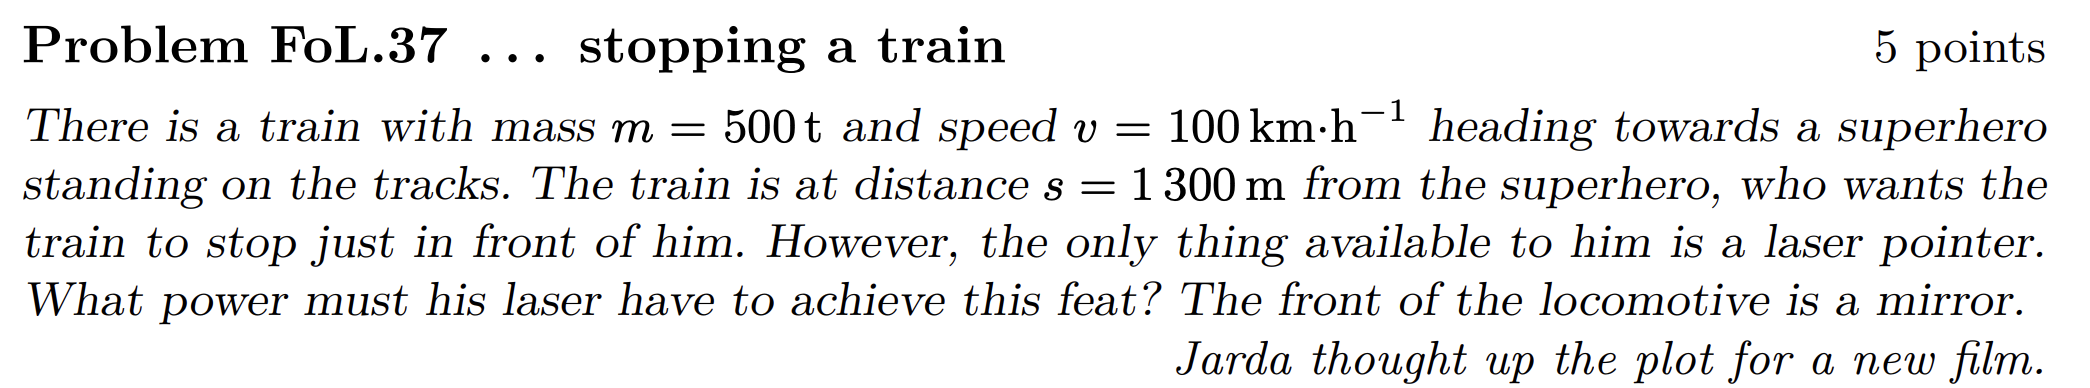 Problem FoL.37 ... stopping a train 5 points
There is a train with mass m = 500 t and speed v = 100 km·h⁻¹ heading towards a superhero
standing on the tracks. The train is at distance s = 1 300 m from the superhero, who wants the
train to stop just in front of him. However, the only thing available to him is a laser pointer.
What power must his laser have to achieve this feat? The front of the locomotive is a mirror.
Jarda thought up the plot for a new film.